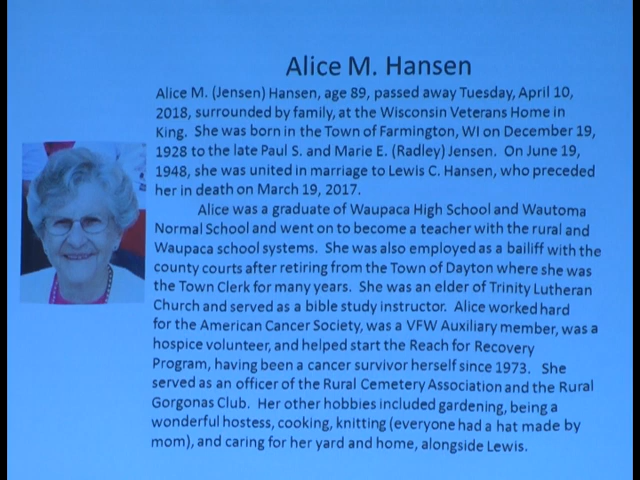 Alice M. Hansen
Alice M. (Jensen) Hansen, age 89, passed away Tuesday, April 10,
2018, surrounded by family, at the Wisconsin Veterans Home in
King. She was born in the Town of Farmington, WI on December 19,
1928 to the late Paul S. and Marie E. (Radley) Jensen. On June 19,
1948, she was united in marriage to Lewis C. Hansen, who preceded
her in death on March 19, 2017.
Alice was a graduate of Waupaca High School and Wautoma
Normal School and went on to become a teacher with the rural and
Waupaca school systems. She was also employed as a bailiff with the
county courts after retiring from the Town of Dayton where she was
the Town Clerk for many years. She was an elder of Trinity Lutheran
Church and served as a bible study instructor. Alice worked hard
for the American Cancer Society, was a VFW Auxiliary member, was a
hospice volunteer, and helped start the Reach for Recovery
Program, having been a cancer survivor herself since 1973. She
served as an officer of the Rural Cemetery Association and the Rural
Gorgonas Club. Her other hobbies included gardening, being a
wonderful hostess, cooking, knitting (everyone had a hat made by
mom), and caring for her yard and home, alongside Lewis.